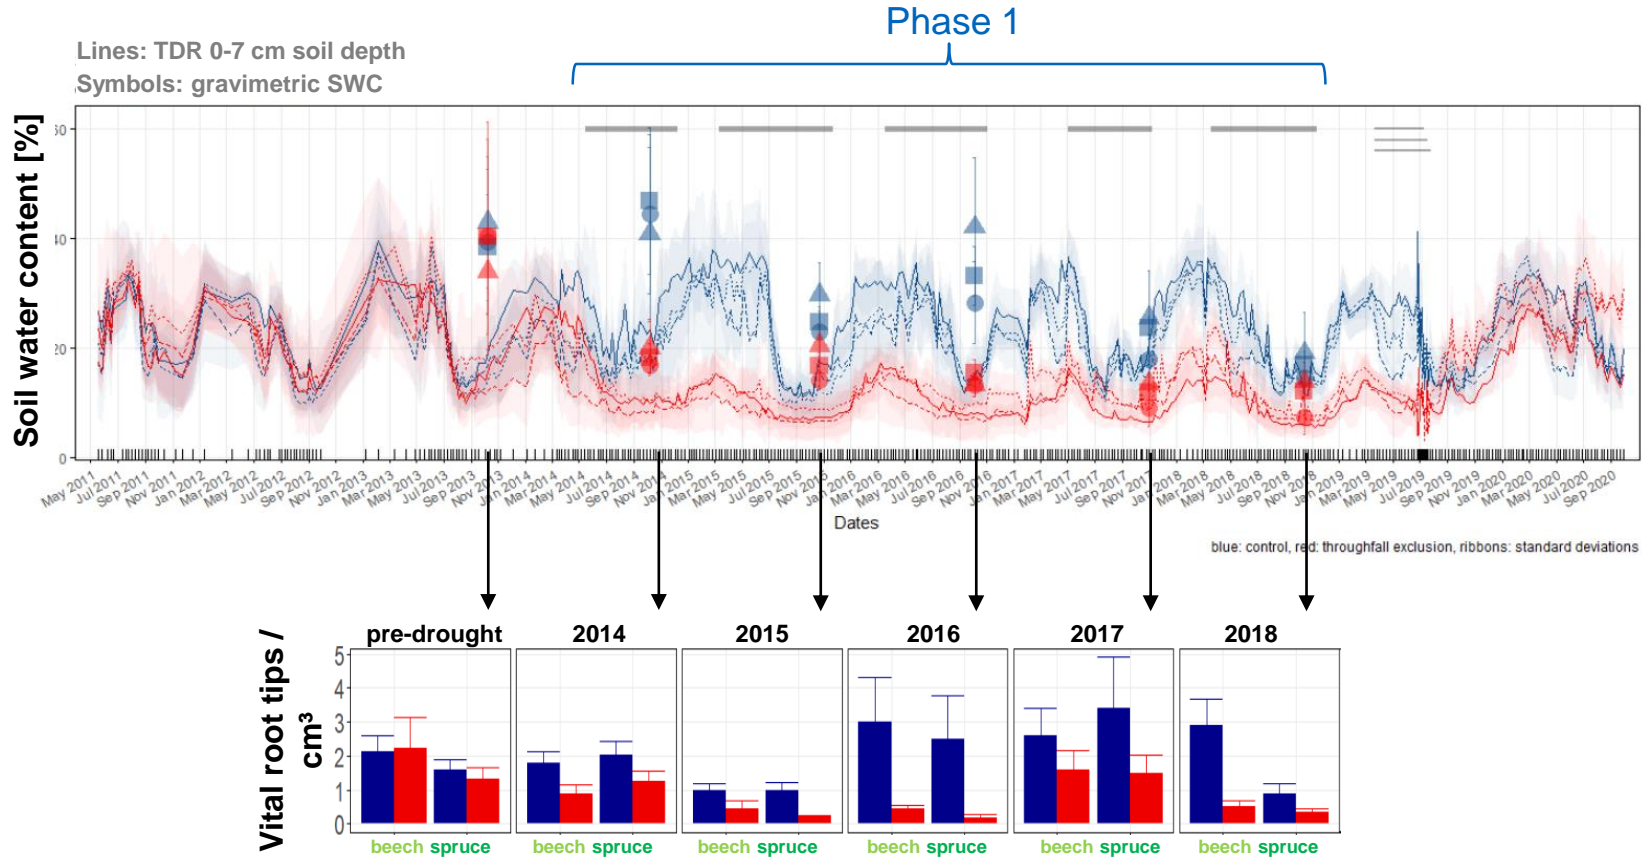 Phase 1
Lines: TDR 0-7 cm soil depth
Symbols: gravimetric SWC
Soil water content [%]
60
40
20
0
May 2011
Jul 2011
Sep 2011
Nov 2011
Jan 2012
Mar 2012
May 2012
Jul 2012
Sep 2012
Nov 2012
Jan 2013
Mar 2013
May 2013
Jul 2013
Sep 2013
Nov 2013
Jan 2014
Mar 2014
May 2014
Jul 2014
Sep 2014
Nov 2014
Jan 2015
Mar 2015
May 2015
Jul 2015
Sep 2015
Nov 2015
Jan 2016
Mar 2016
May 2016
Jul 2016
Sep 2016
Nov 2016
Jan 2017
Mar 2017
May 2017
Jul 2017
Sep 2017
Nov 2017
Jan 2018
Mar 2018
May 2018
Jul 2018
Sep 2018
Nov 2018
Jan 2019
Mar 2019
May 2019
Jul 2019
Sep 2019
Nov 2019
Jan 2020
Mar 2020
May 2020
Jul 2020
Sep 2020
Dates
blue: control, red: throughfall exclusion, ribbons: standard deviations
Vital root tips /
cm³
pre-drought 2014 2015 2016 2017 2018
5
4
3
2
1
0
beech spruce beech spruce beech spruce beech spruce beech spruce beech spruce